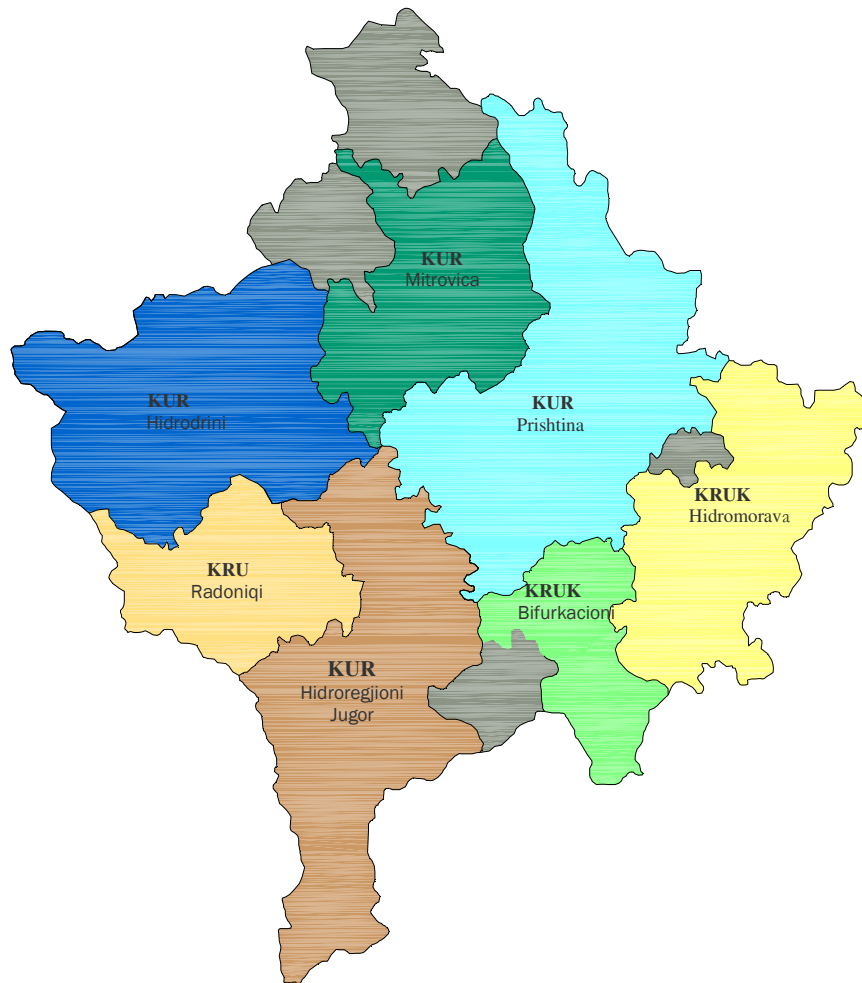 KUR
Mitrovica
KUR
Hidrodrini
KUR
Prishtina
KRUK
Hidromorava
KRU
Radoniqi
KRUK
Bifurkacioni
KUR
Hidroregjioni
Jugor